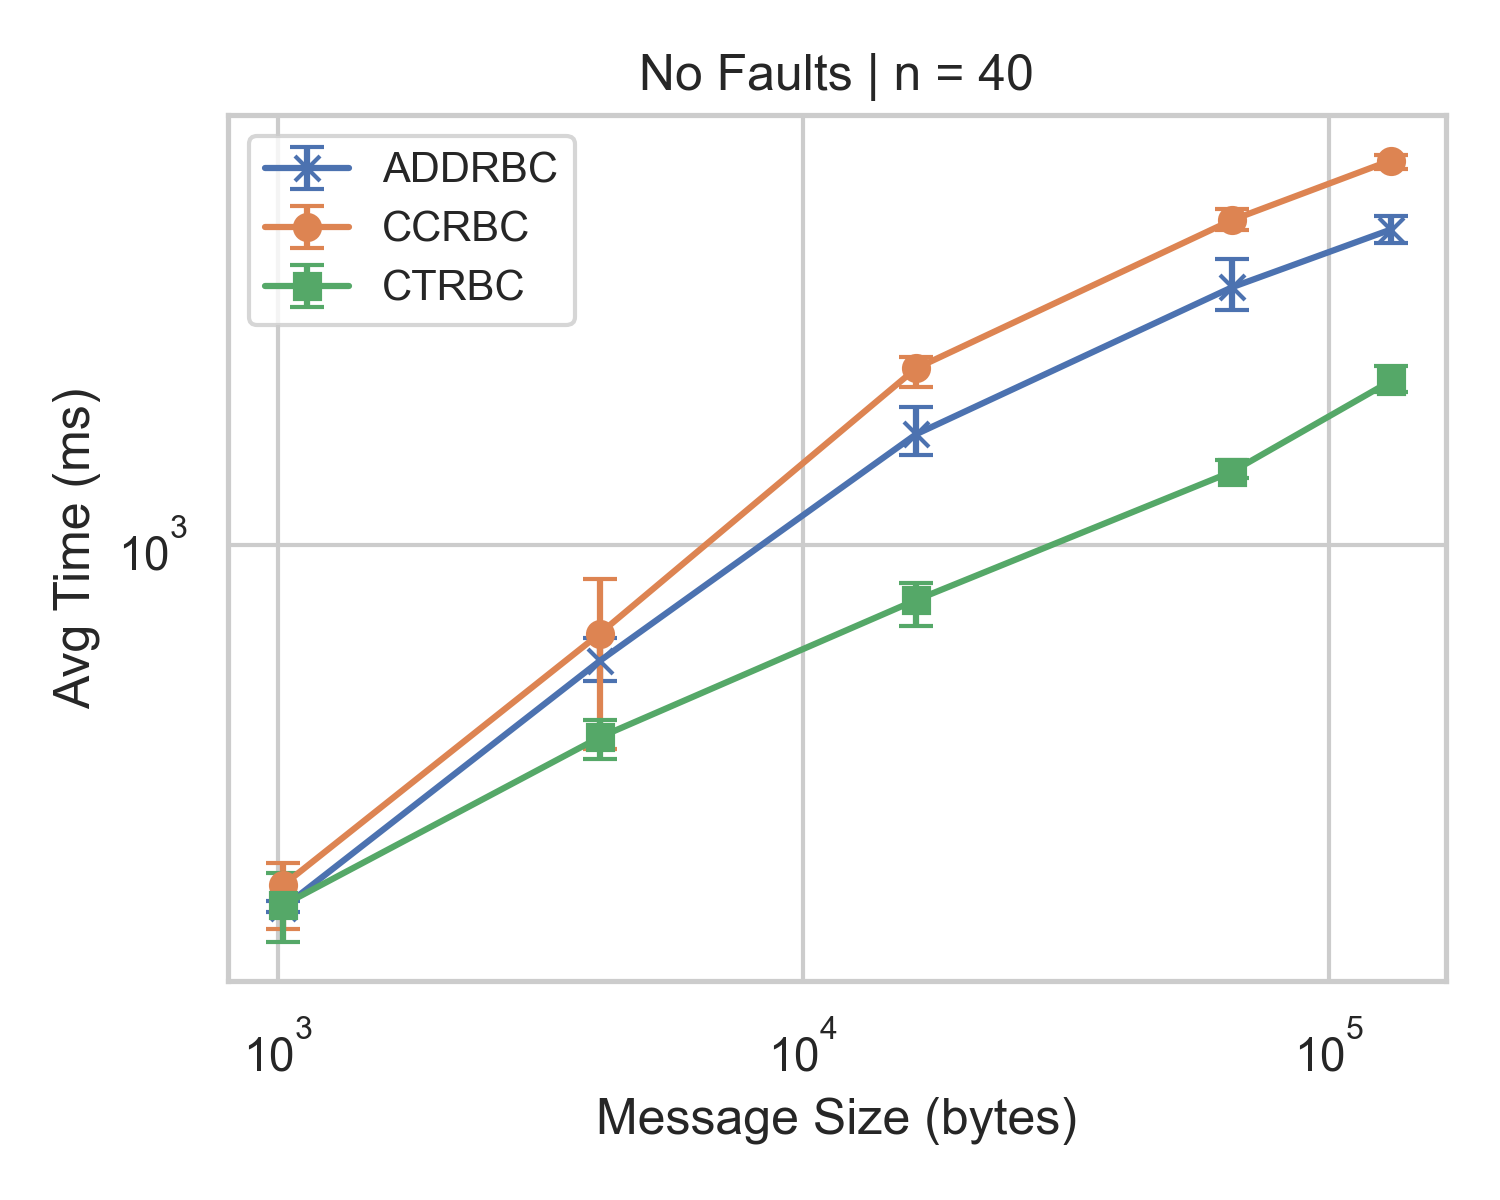 No Faults | n = 40
ADDRBC
CCRBC
CTRBC
Avg Time (ms)
10³
10³ 10⁴ 10⁵
Message Size (bytes)